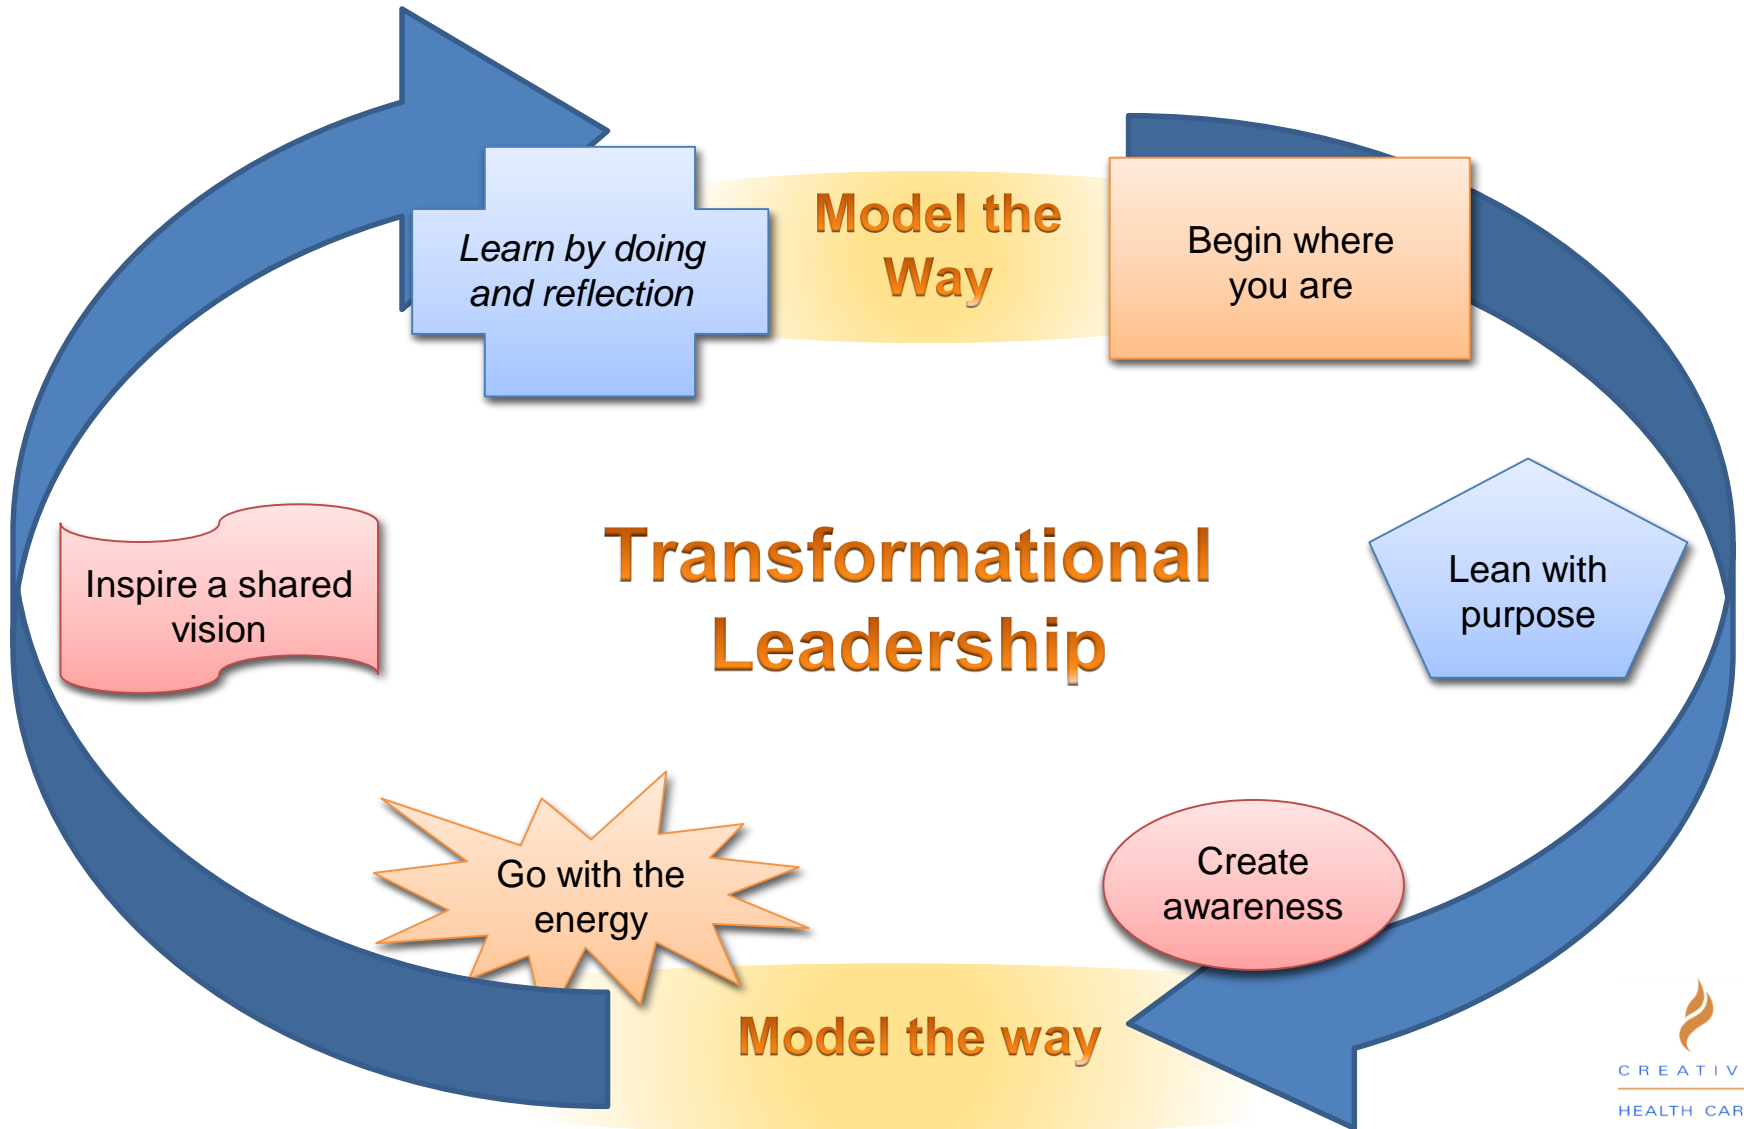 Model the
Way
Learn by doing
and reflection
Begin where
you are
Transformational
Leadership
Inspire a shared
vision
Lean with
purpose
Go with the
energy
Create
awareness
Model the way
CREATIV
HEALTH CAR